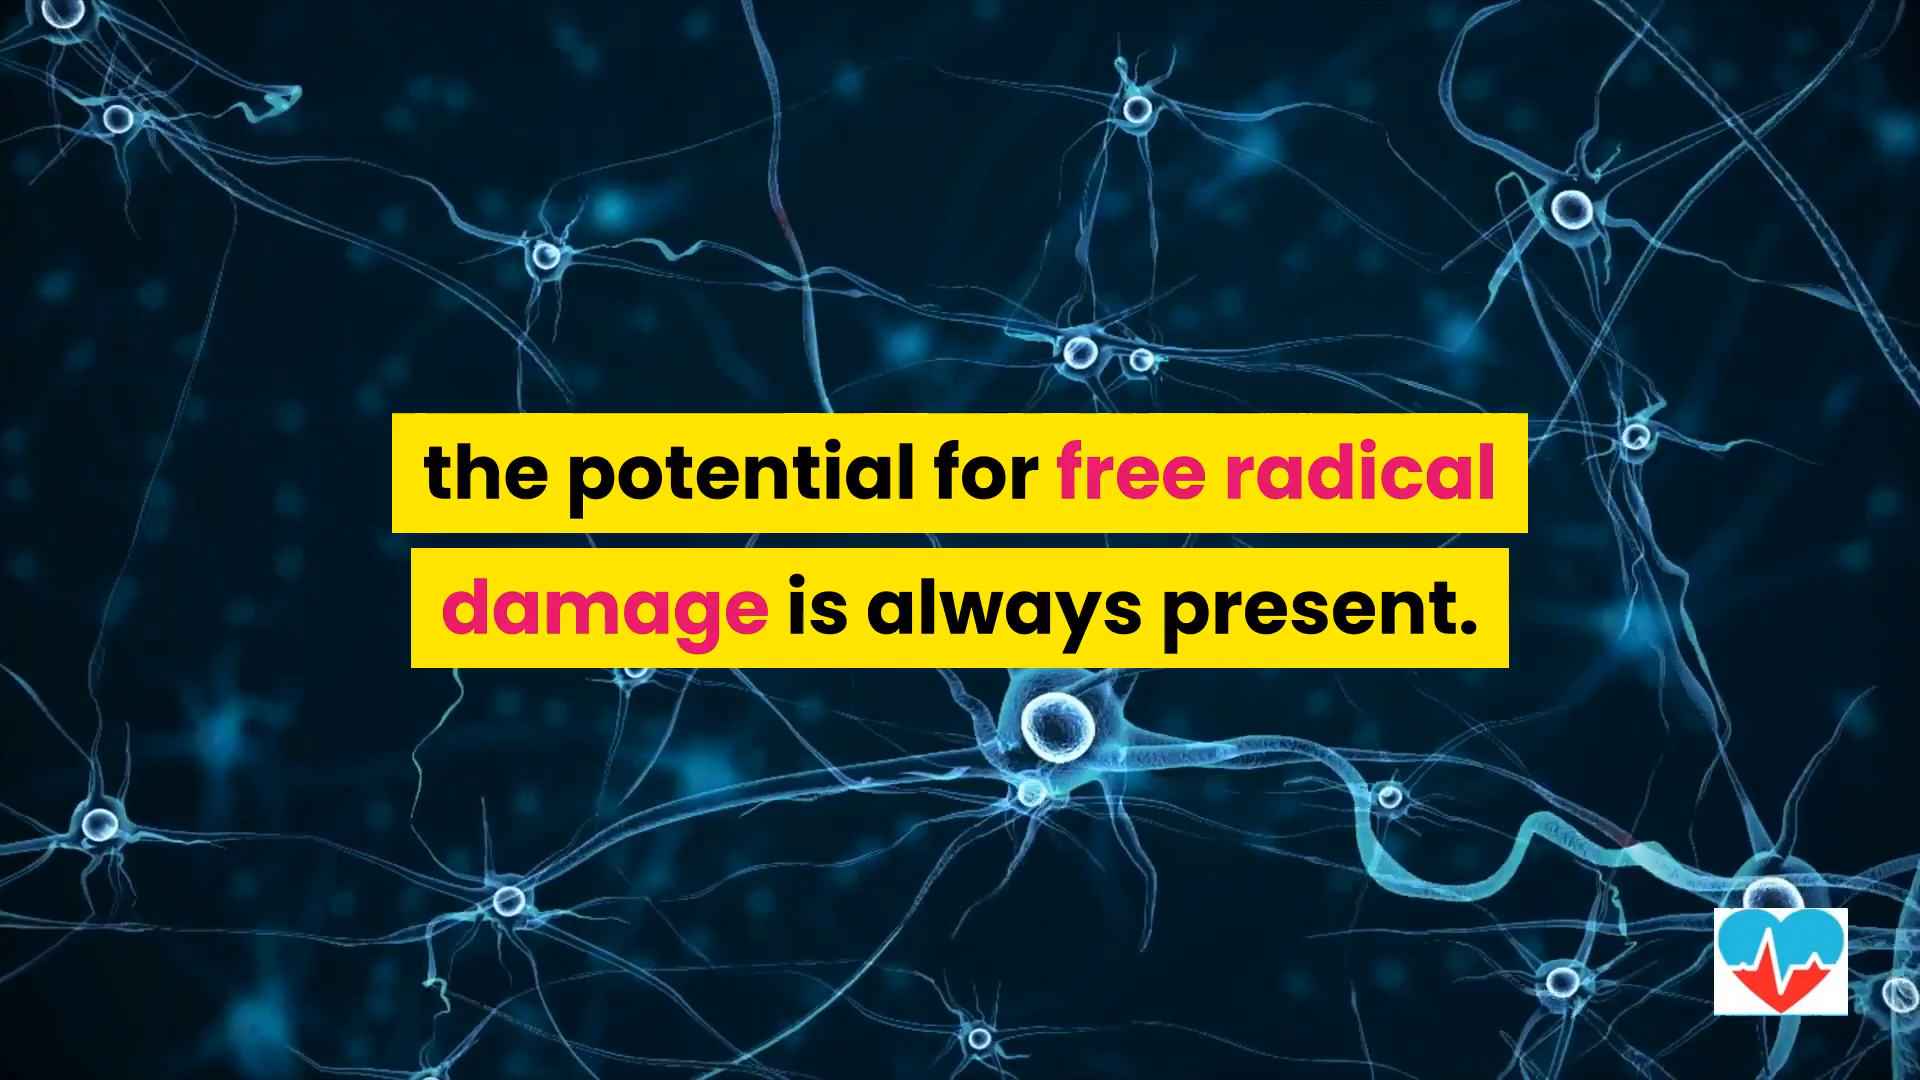 the potential for free radical
damage is always present.